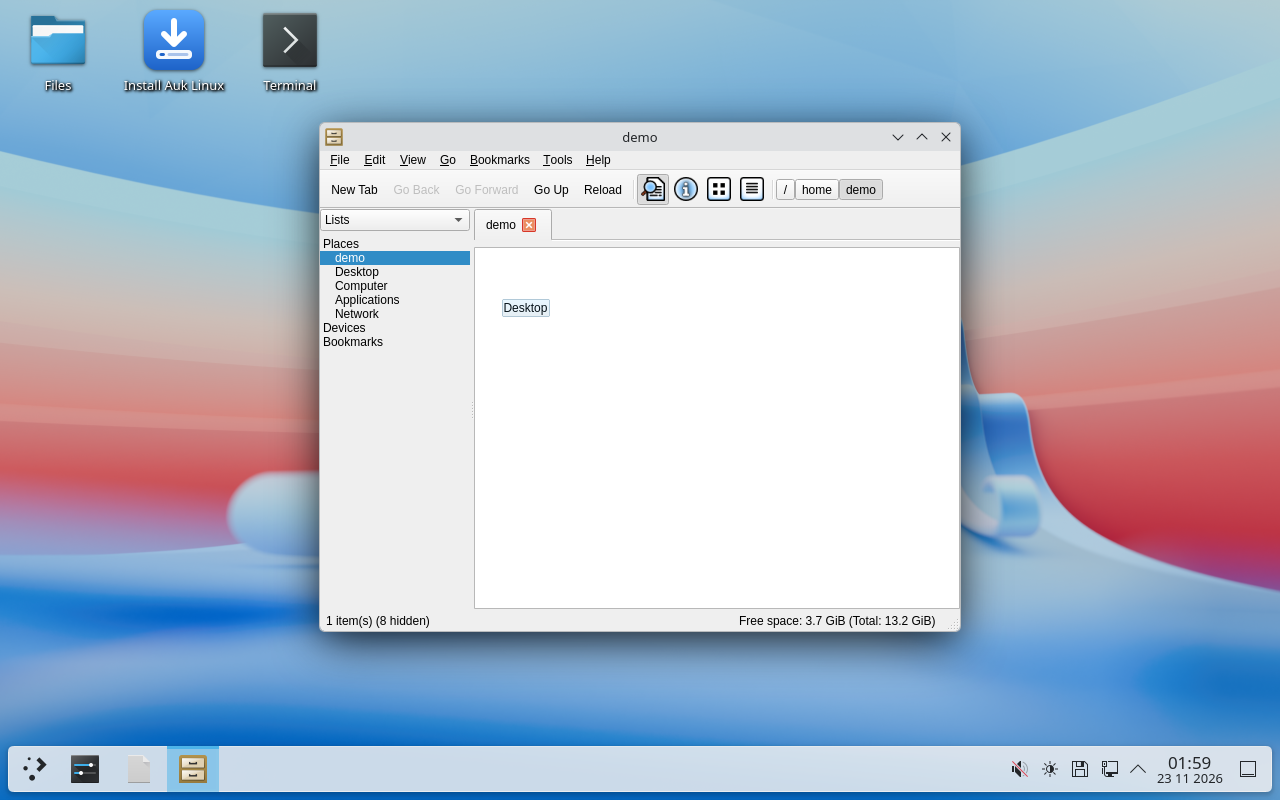 Files
Install Auk Linux
Terminal
demo
File Edit View Go Bookmarks Tools Help
New Tab Go Back Go Forward Go Up Reload / home demo
Lists
demo
Places
demo
Desktop
Computer
Applications
Network
Devices
Bookmarks
Desktop
1 item(s) (8 hidden)
Free space: 3.7 GiB (Total: 13.2 GiB)
01:59
23 11 2026